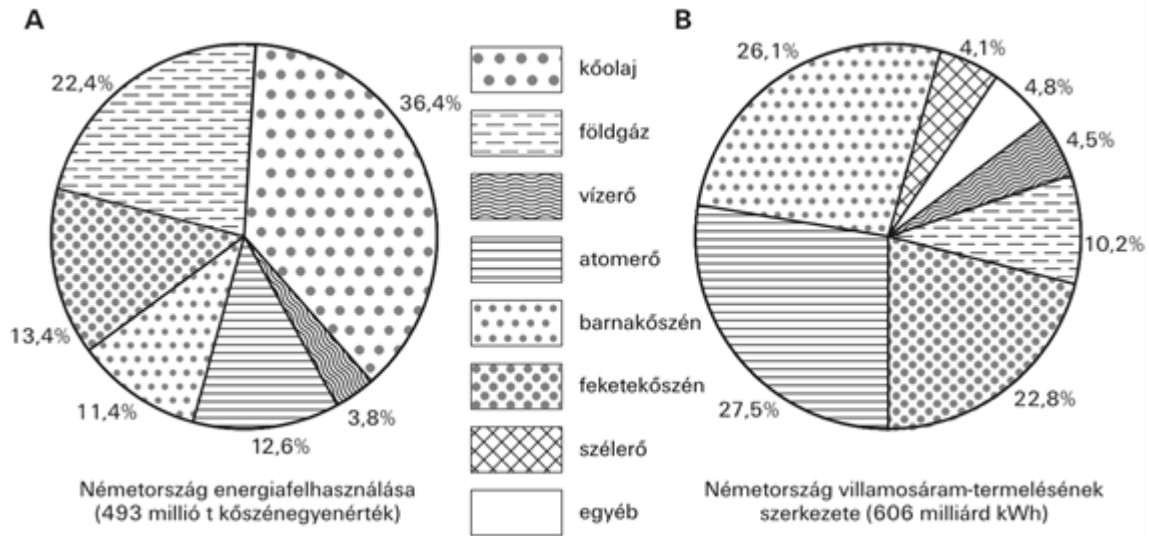 A
22,4%
36,4%
13,4%
11,4%
12,6%
3,8%
Németország energiafelhasználása
(493 millió t kőszénegyenérték)
kőolaj
földgáz
vízerő
atomerő
barnakőszén
feketekőszén
szélerő
egyéb
B
26,1%
4,1%
4,8%
4,5%
10,2%
22,8%
27,5%
Németország villamosáram-termelésének
szerkezete (606 milliárd kWh)